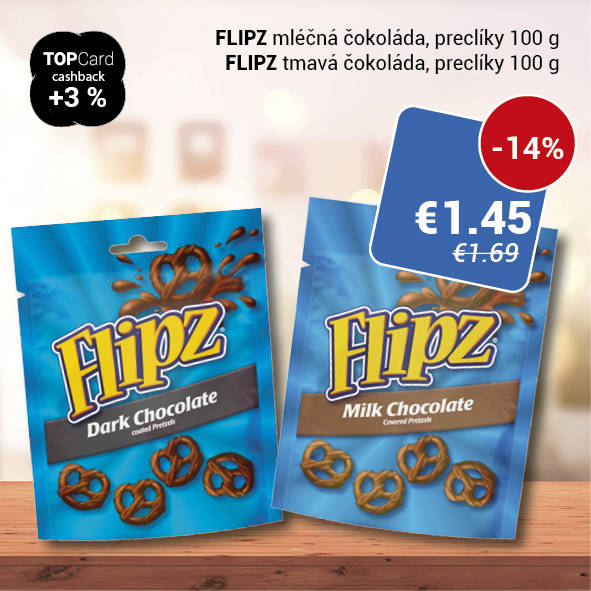 TOPCard
cashback
+3 %
FLIPZ mléčná čokoláda, preclíky 100 g
FLIPZ tmavá čokoláda, preclíky 100 g
-14%
€1.45
€1.69
Flipz
Dark Chocolate
coated Pretzels
Flipz
Milk Chocolate
Covered Pretzels